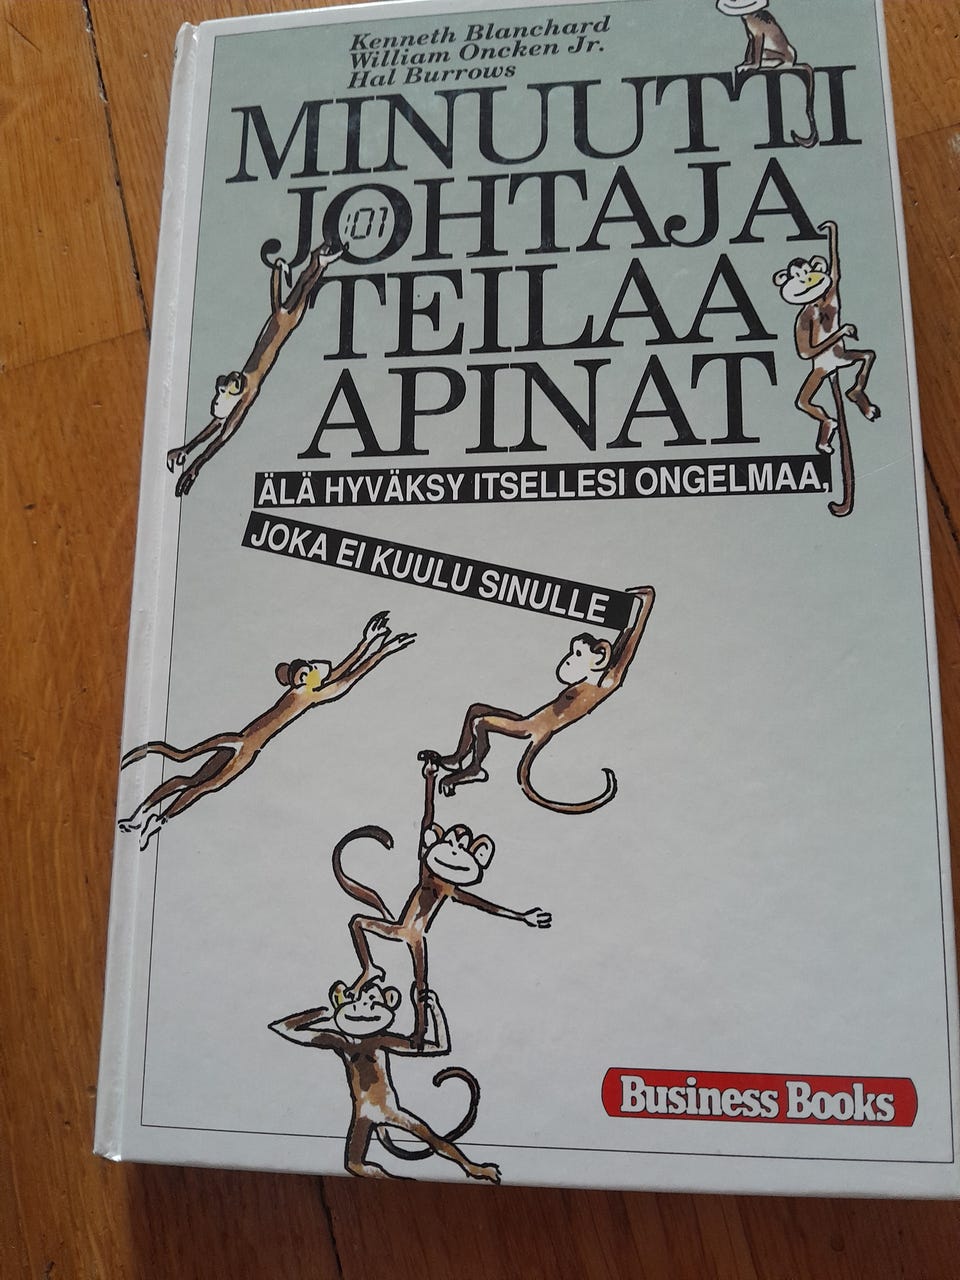 Kenneth Blanchard
William Oncken Jr.
Hal Burrows
MINUUTTI
JOHTAJA
:01
TEILAA
APINAT
ÄLÄ HYVÄKSY ITSELLESI ONGELMAA,
JOKA EI KUULU SINULLE
Business Books